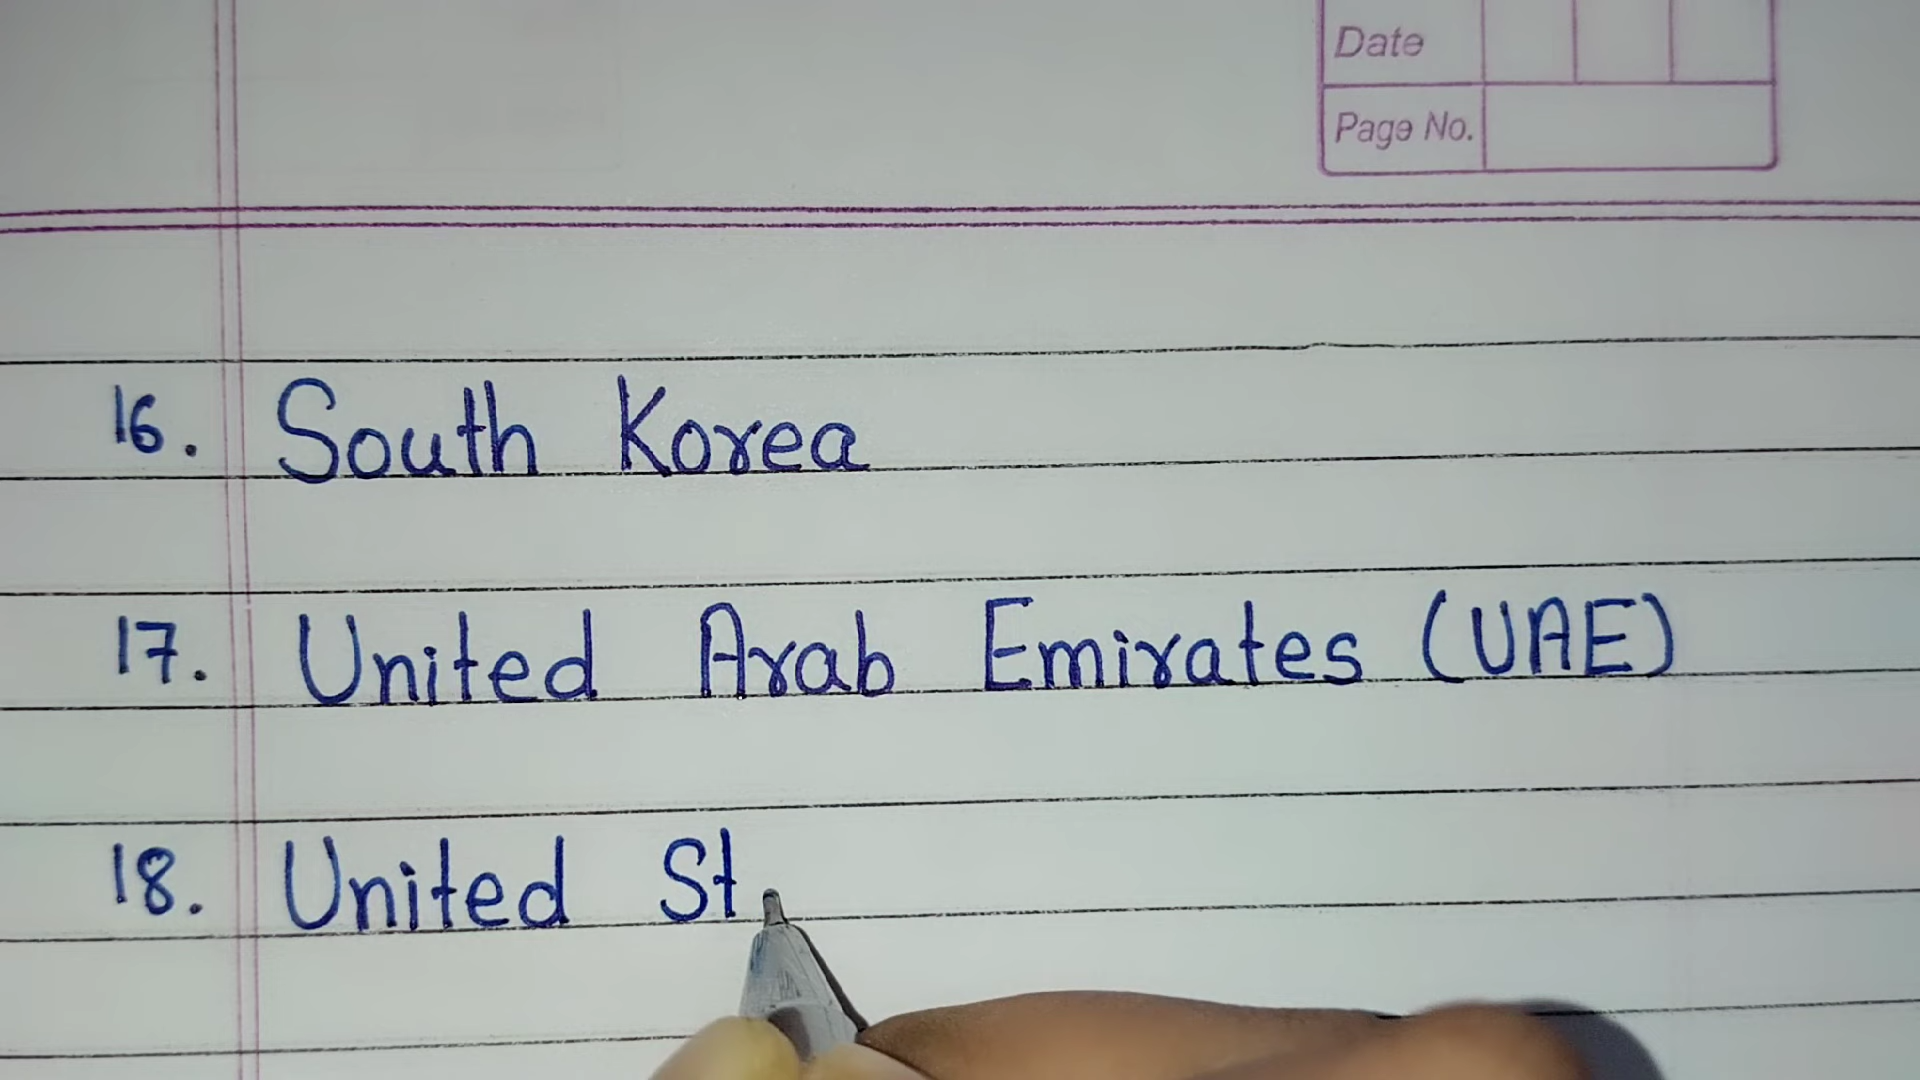 Date
Page No.
16. South Korea
17. United Arab Emirates (UAE)
18. United St